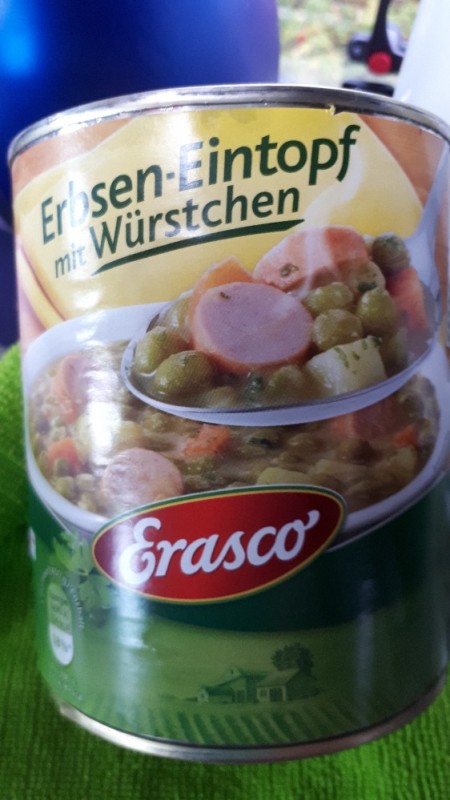 Erbsen-Eintopf
mit Würstchen
Erasco